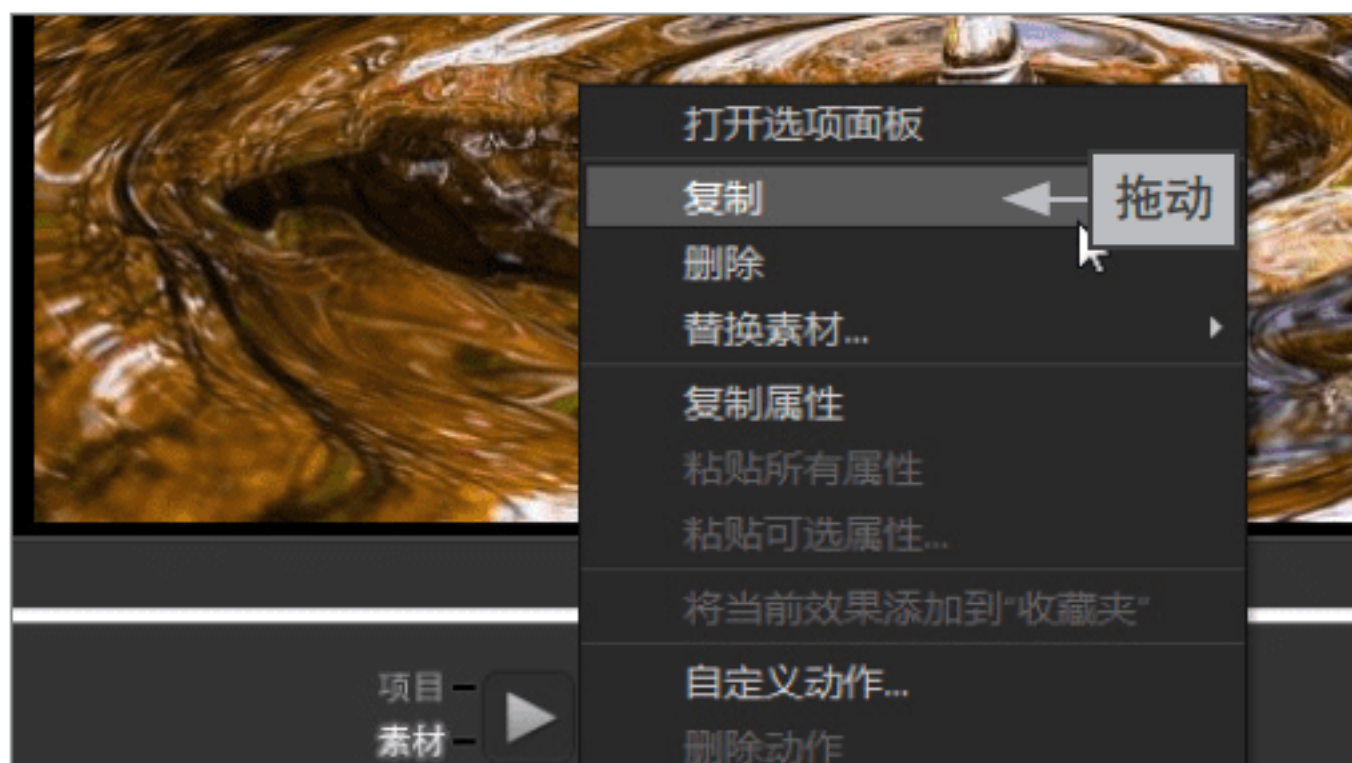 打开选项面板
复制
拖动
删除
替换素材...
复制属性
粘贴所有属性
粘贴可选属性...
将当前效果添加到“收藏夹”
自定义动作...
删除动作
项目
素材